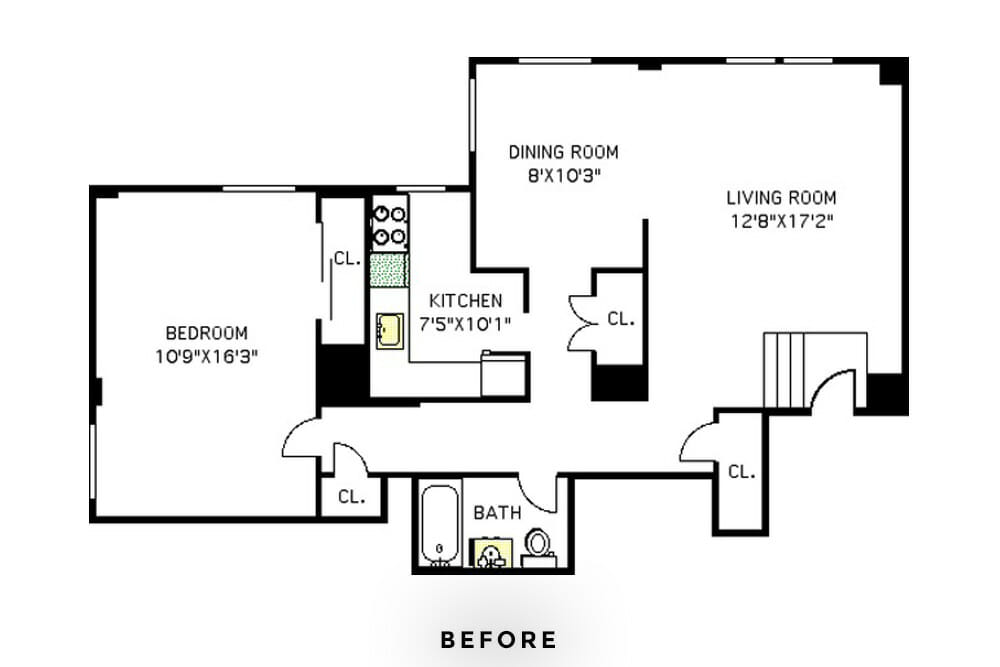 DINING ROOM
8'X10'3"
LIVING ROOM
12'8"X17'2"
CL.
KITCHEN
7'5"X10'1"
CL.
BEDROOM
10'9"X16'3"
CL.
CL.
BATH
BEFORE